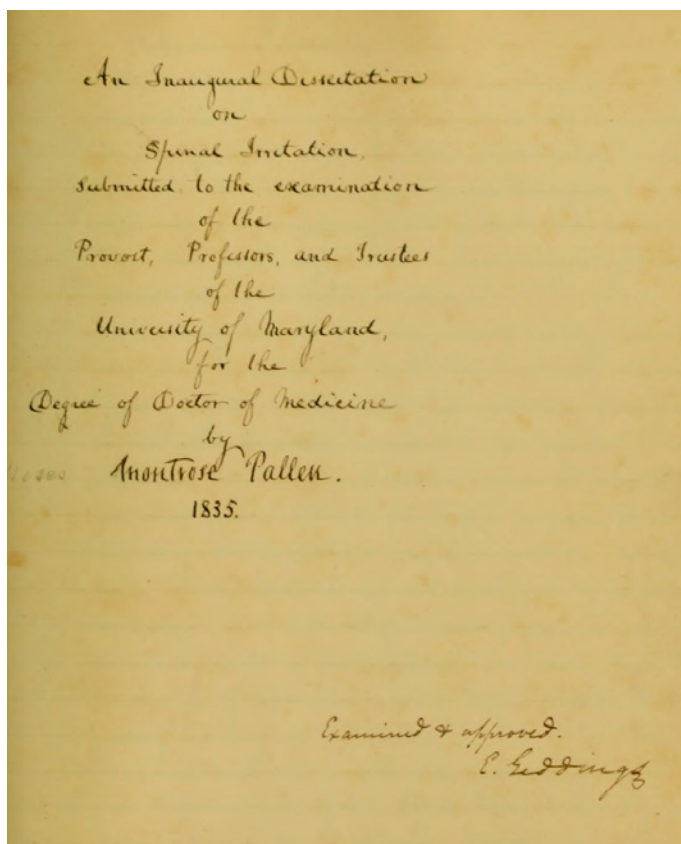 An Inaugural Dissertation
on
Spinal Irritation,
submitted to the examination
of the
Provost, Professors, and Trustees
of the
University of Maryland,
for the
Degree of Doctor of Medicine
by
Moses Montrose Pallen.
1835.
Examined & approved.
E. Geddings